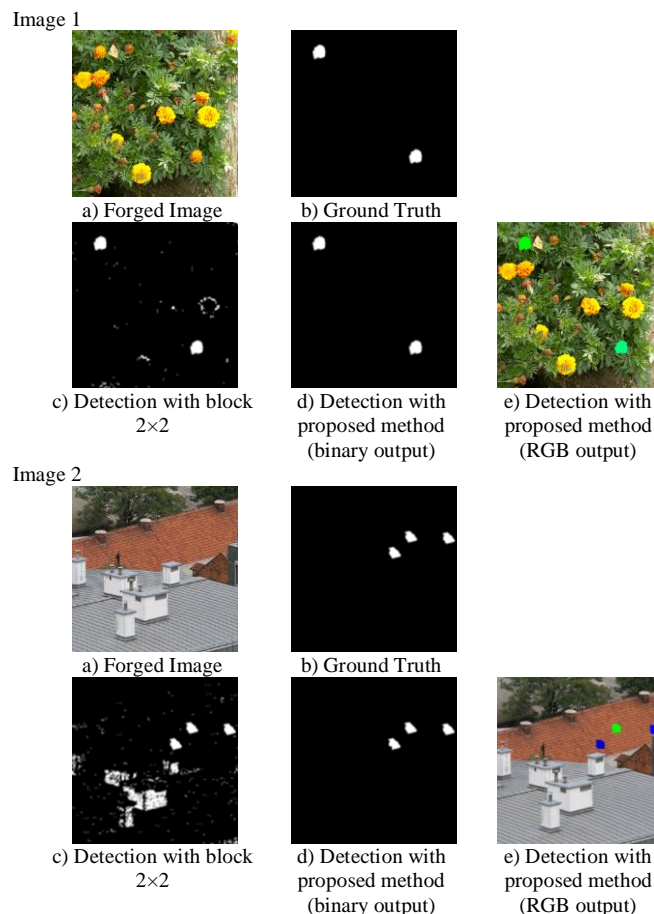 Image 1
a) Forged Image
b) Ground Truth
c) Detection with block
2×2
d) Detection with
proposed method
(binary output)
e) Detection with
proposed method
(RGB output)
Image 2
a) Forged Image
b) Ground Truth
c) Detection with block
2×2
d) Detection with
proposed method
(binary output)
e) Detection with
proposed method
(RGB output)